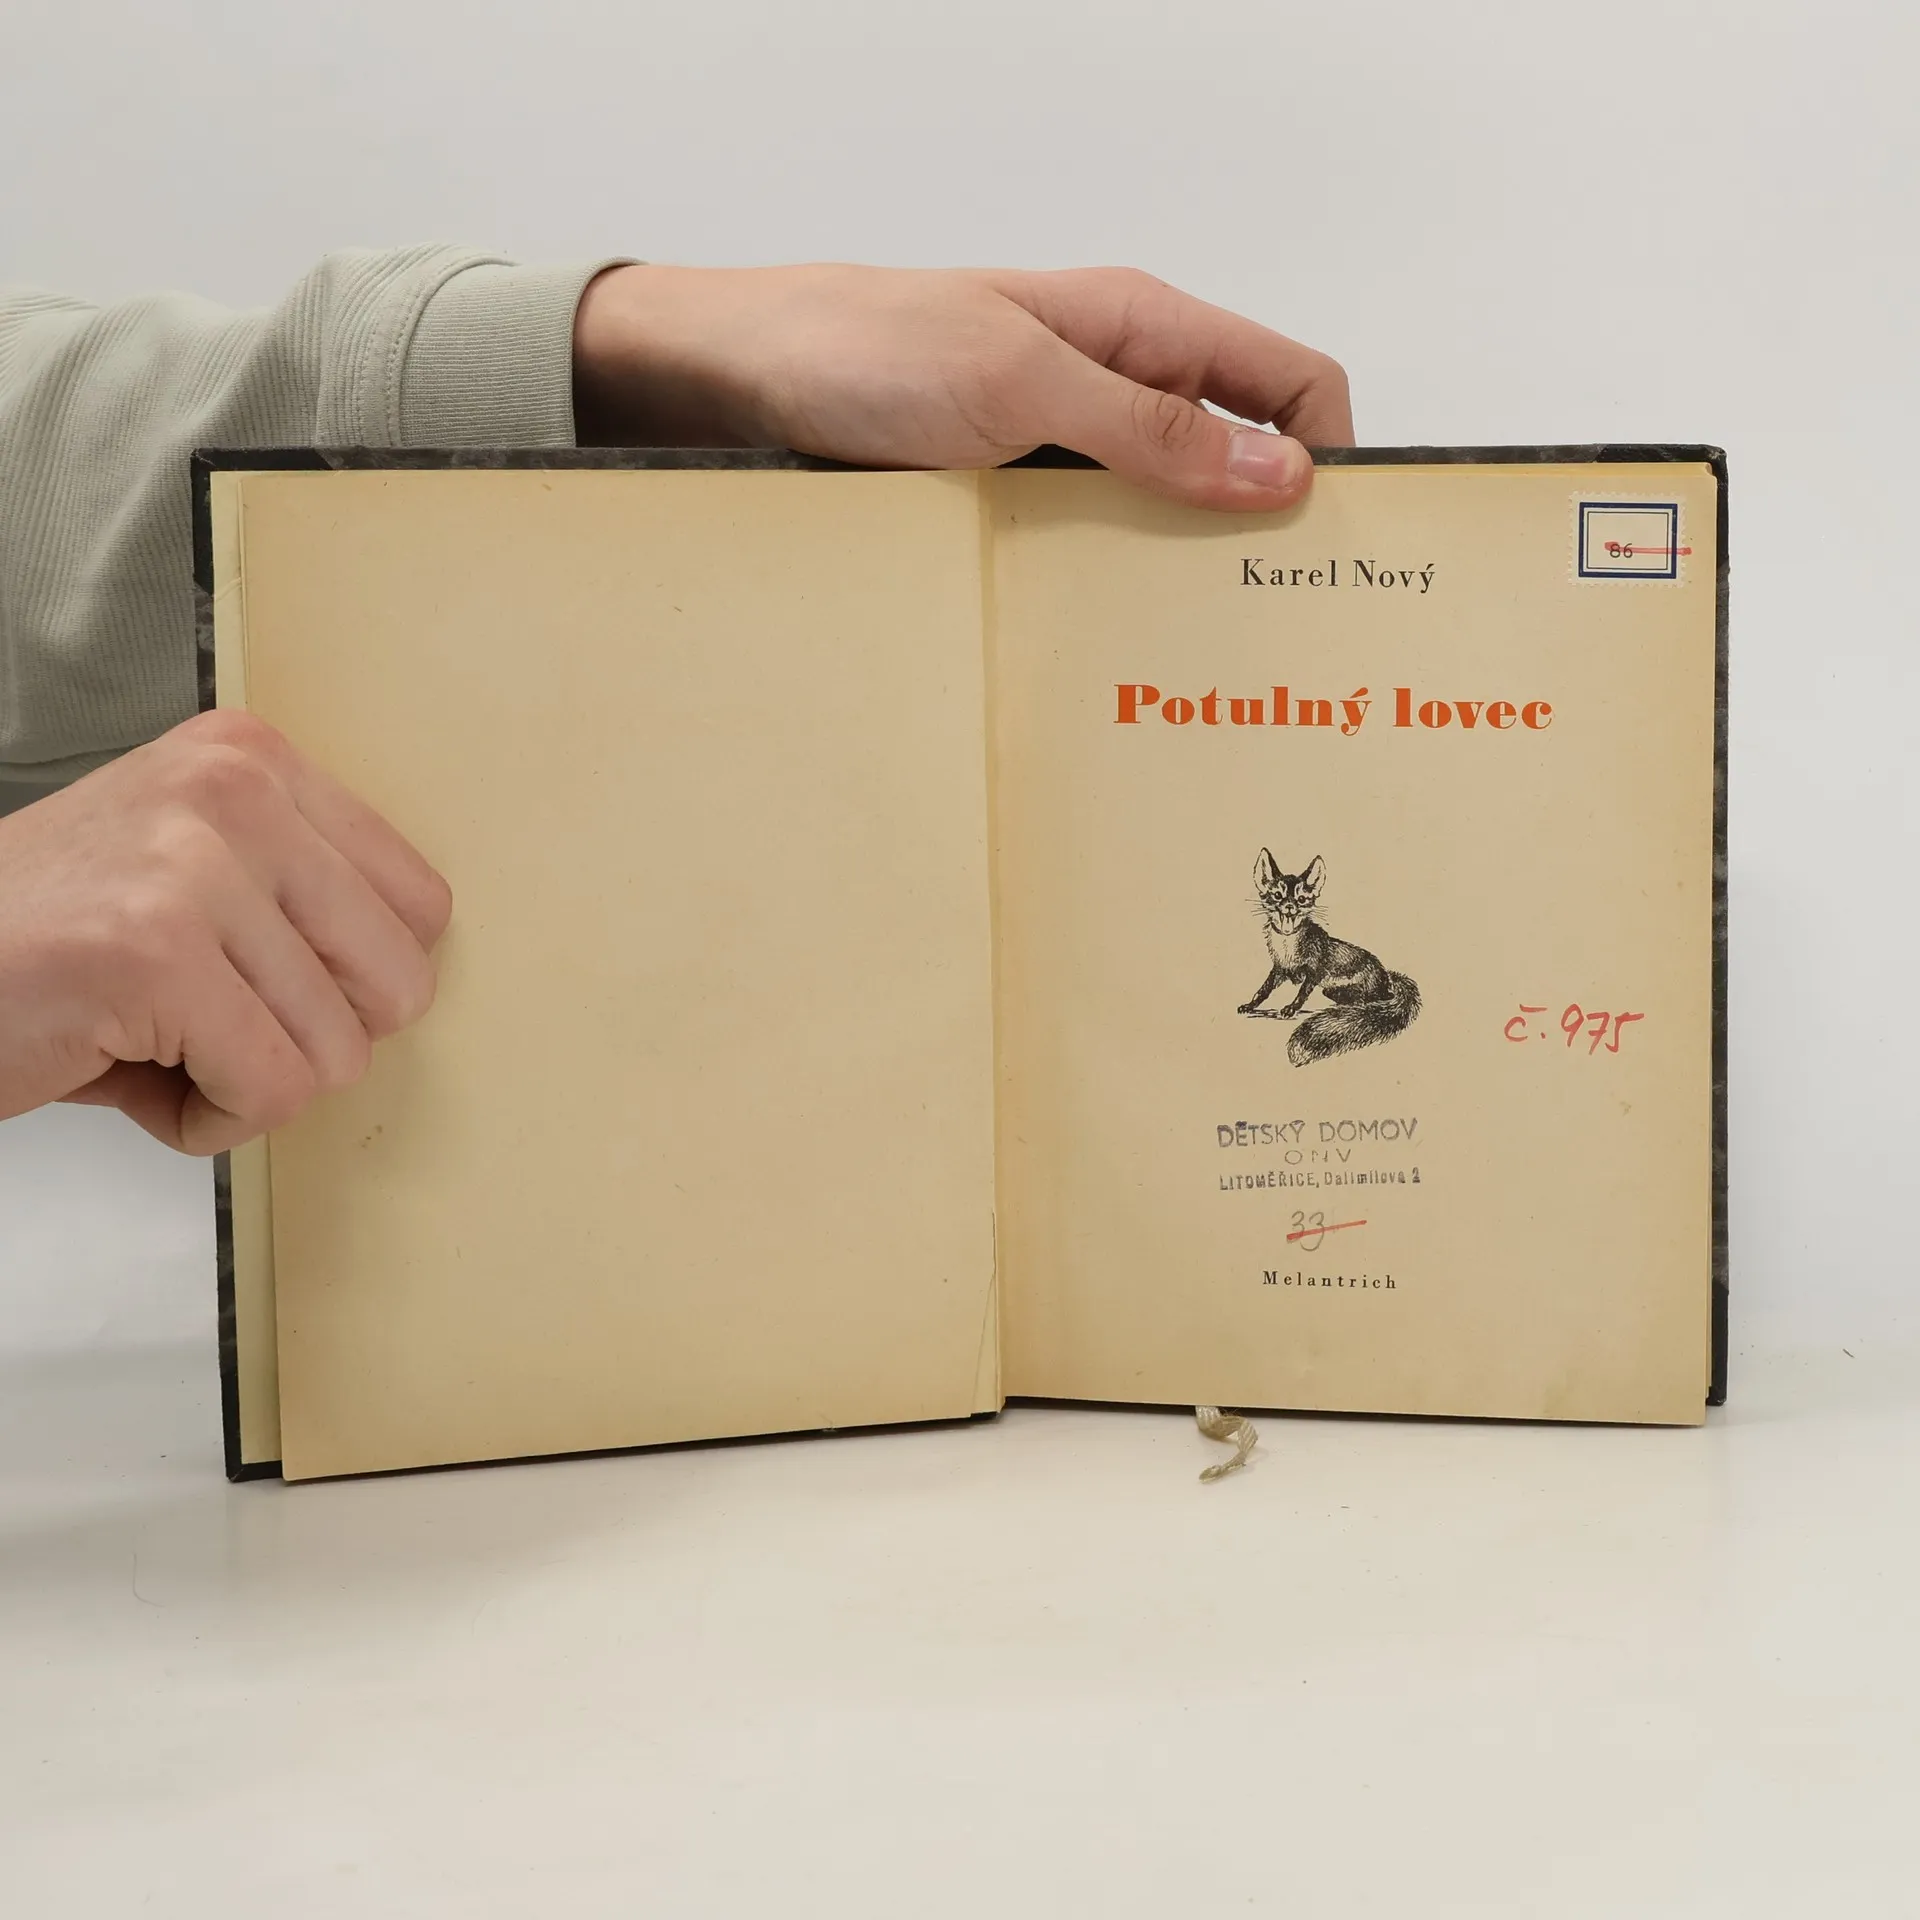 86
Karel Nový
Potulný lovec
č. 975
DĚTSKÝ DOMOV
ONV
LITOMĚŘICE, Dalimilova 2
33
Melantrich